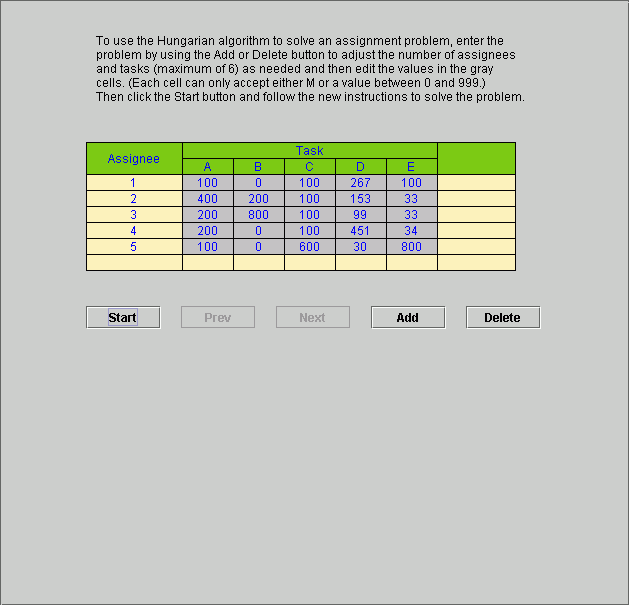 To use the Hungarian algorithm to solve an assignment problem, enter the
problem by using the Add or Delete button to adjust the number of assignees
and tasks (maximum of 6) as needed and then edit the values in the gray
cells. (Each cell can only accept either M or a value between 0 and 999.)
Then click the Start button and follow the new instructions to solve the problem.
Assignee Task
A B C D E
1 100 0 100 267 100
2 400 200 100 153 33
3 200 800 100 99 33
4 200 0 100 451 34
5 100 0 600 30 800
Start Prev Next Add Delete